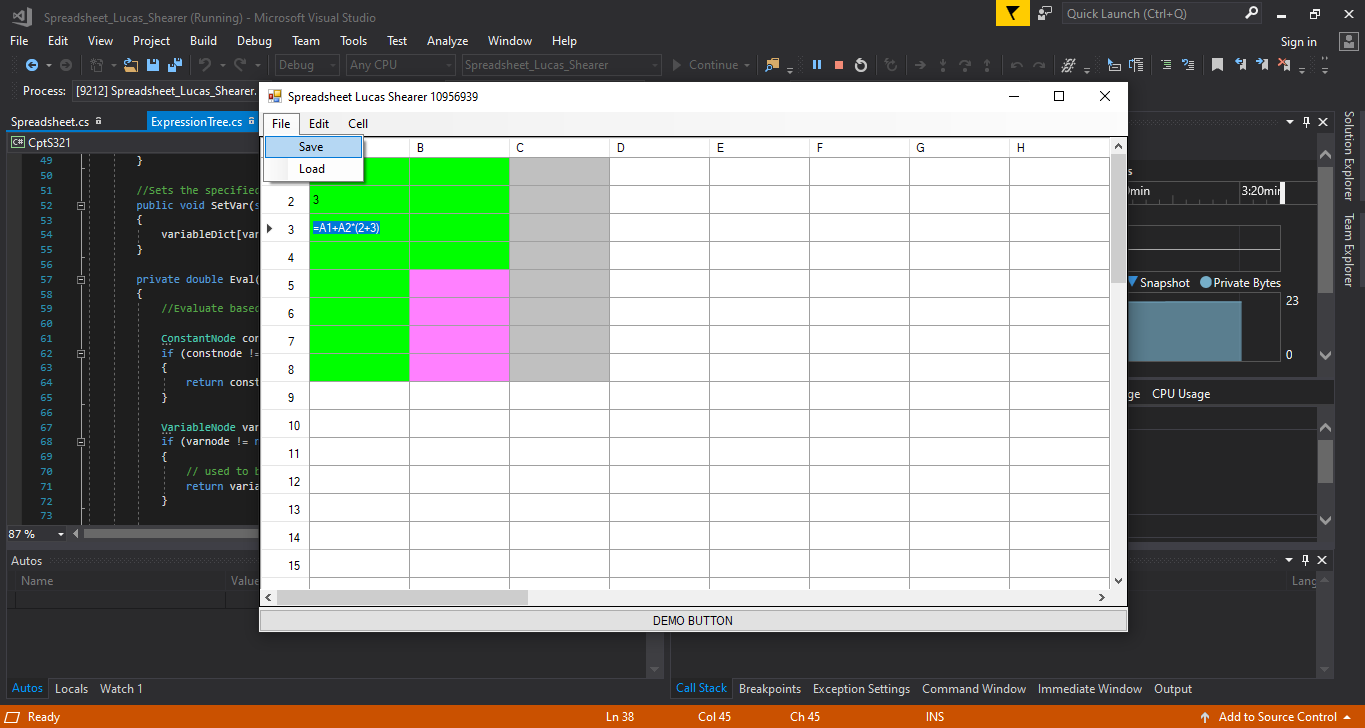 Spreadsheet_Lucas_Shearer (Running) - Microsoft Visual Studio
Quick Launch (Ctrl+Q)
File Edit View Project Build Debug Team Tools Test Analyze Window Help
Sign in
Debug Any CPU Spreadsheet_Lucas_Shearer Continue
Process: [9212] Spreadsheet_Lucas_Shearer.
Spreadsheet Lucas Shearer 10956939
Spreadsheet.cs ExpressionTree.cs
File Edit Cell
C# CptS321
Save
Load
A B C D E F G H
2 3
3 =A1+A2*(2+3)
4
5
6
7
8
9
10
11
12
13
14
15
DEMO BUTTON
49 }
50
51 //Sets the specified
52 public void SetVar(s
53 {
54 variableDict[var
55 }
56
57 private double Eval(
58 {
59 //Evaluate based
60
61 ConstantNode con
62 if (constnode !=
63 {
64 return const
65 }
66
67 VariableNode var
68 if (varnode != n
69 {
70 // used to b
71 return varia
72 }
73
87 %
Solution Explorer
Team Explorer
3:20min
Snapshot Private Bytes
23
0
CPU Usage
Autos
Name Value
Lang
Autos Locals Watch 1
Call Stack Breakpoints Exception Settings Command Window Immediate Window Output
Ready Ln 38 Col 45 Ch 45 INS Add to Source Control